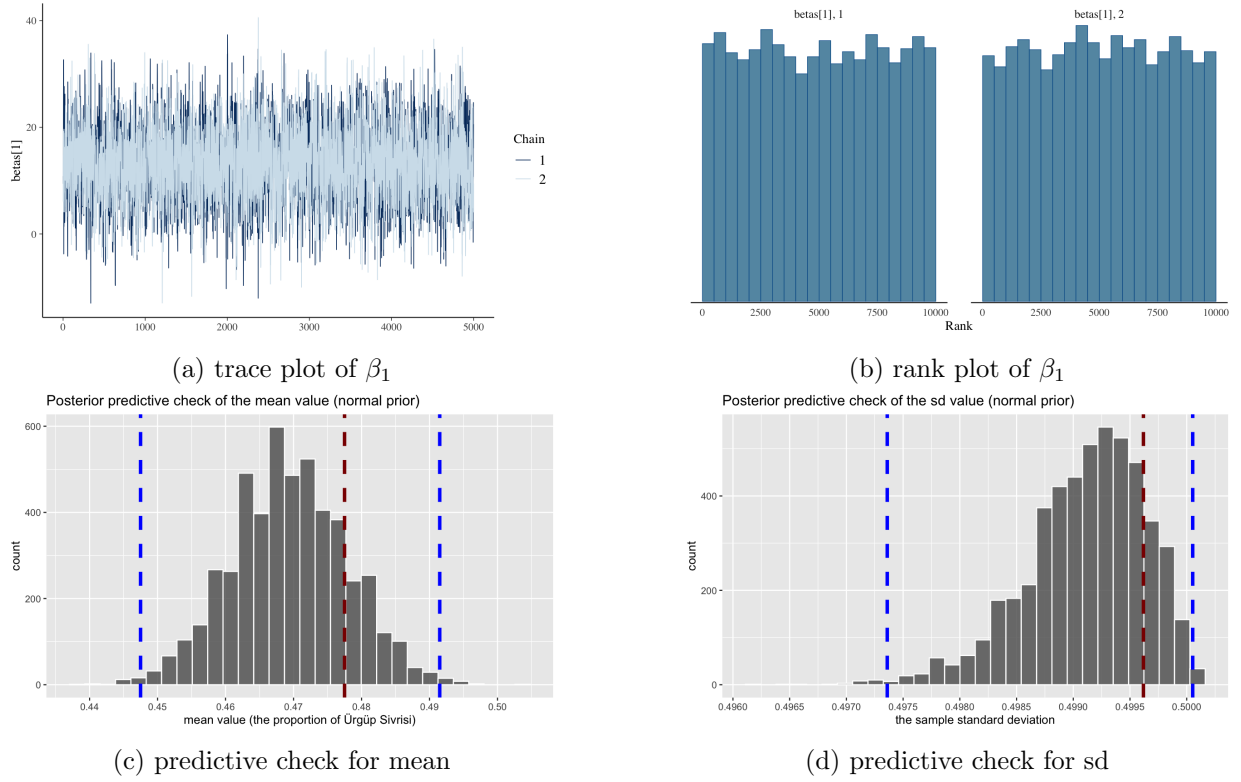 40
20
0
betas[1]
0
1000
2000
3000
4000
5000
Chain
1
2
(a) trace plot of β1
betas[1], 1
betas[1], 2
0
2500
5000
7500
10000
0
2500
5000
7500
10000
Rank
(b) rank plot of β1
Posterior predictive check of the mean value (normal prior)
600
400
200
0
count
0.44
0.45
0.46
0.47
0.48
0.49
0.50
mean value (the proportion of Ürgüp Sivrisi)
(c) predictive check for mean
Posterior predictive check of the sd value (normal prior)
400
200
0
count
0.4960
0.4965
0.4970
0.4975
0.4980
0.4985
0.4990
0.4995
0.5000
the sample standard deviation
(d) predictive check for sd